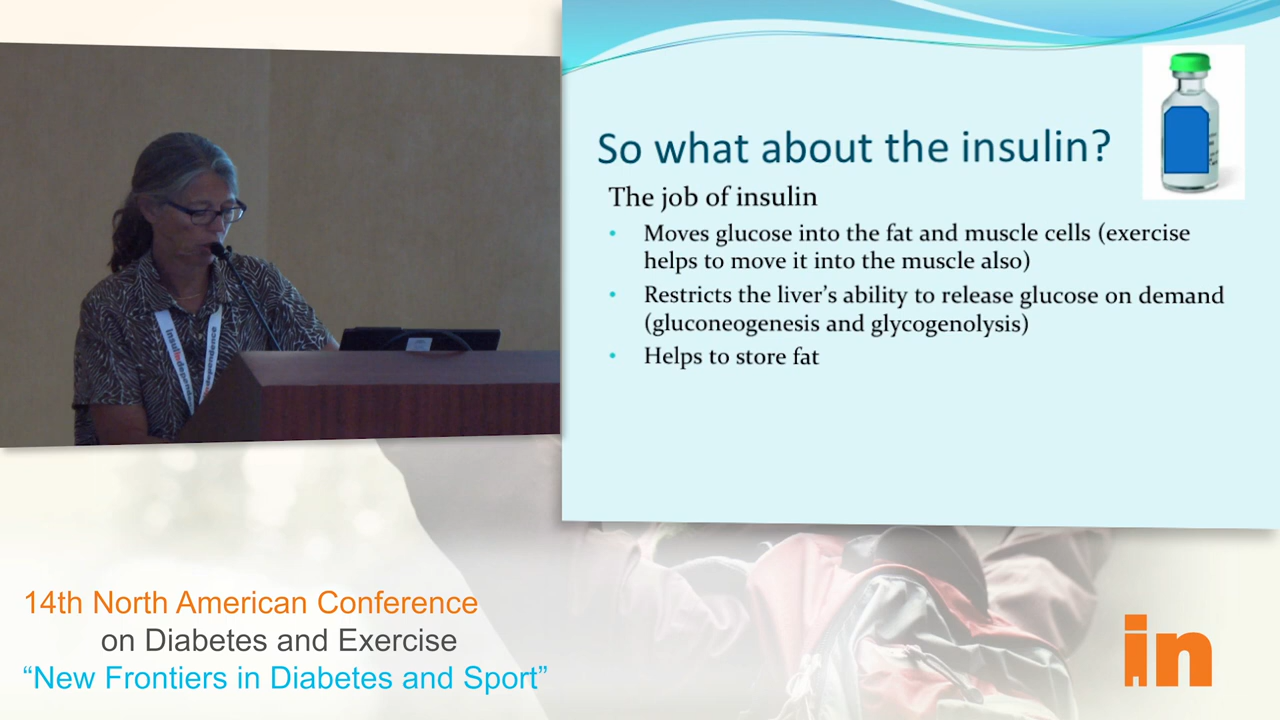 So what about the insulin?
The job of insulin
• Moves glucose into the fat and muscle cells (exercise
helps to move it into the muscle also)
• Restricts the liver’s ability to release glucose on demand
(gluconeogenesis and glycogenolysis)
• Helps to store fat
14th North American Conference
on Diabetes and Exercise
“New Frontiers in Diabetes and Sport”
in